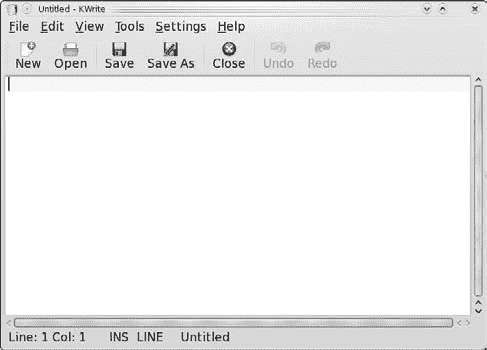 Untitled - KWrite
File Edit View Tools Settings Help
New Open Save Save As Close Undo Redo
Line: 1 Col: 1 INS LINE Untitled